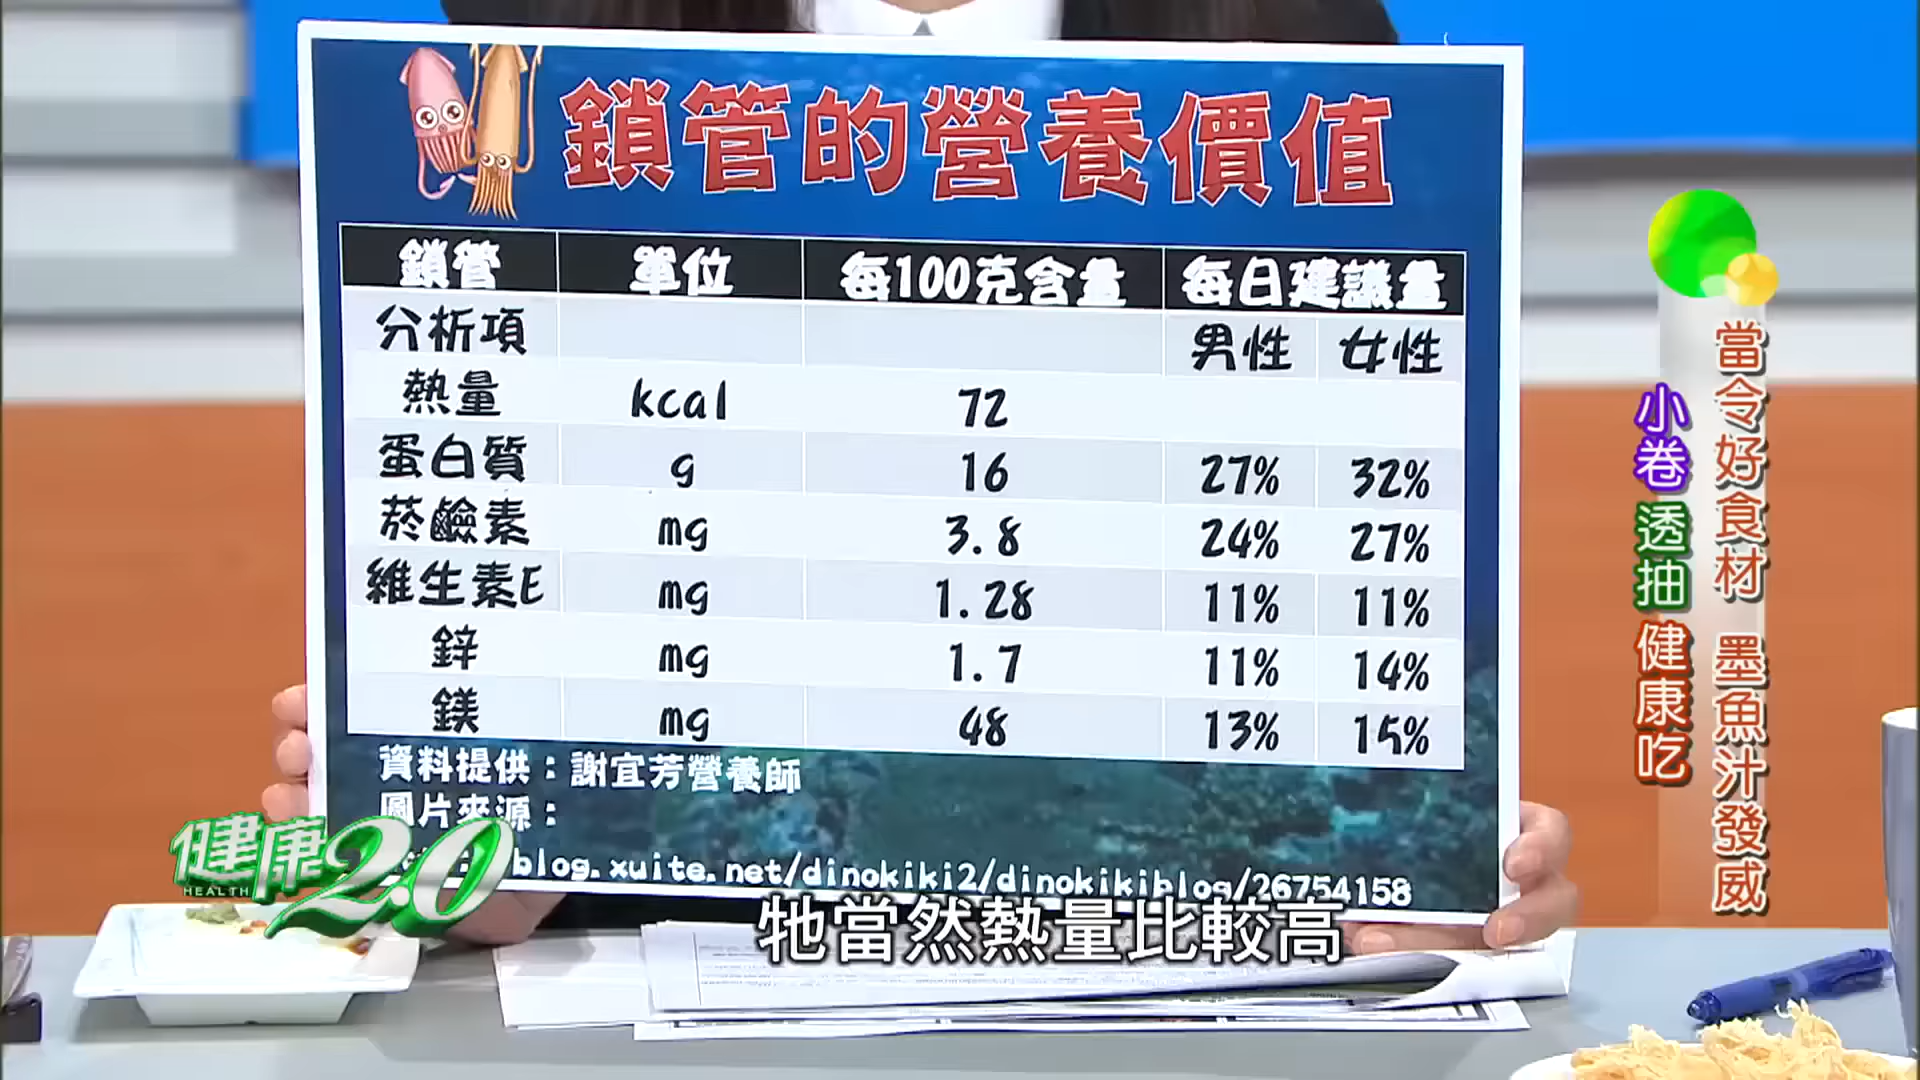 鎖管的營養價值
鎖管 單位 每100克含量 每日建議量
分析項 男性 女性
熱量 kcal 72
蛋白質 g 16 27% 32%
菸鹼素 mg 3.8 24% 27%
維生素E mg 1.28 11% 11%
鋅 mg 1.7 11% 14%
鎂 mg 48 13% 15%
資料提供：謝宜芳營養師
圖片來源：
blog.xuite.net/dinokiki2/dinokikiblog/26754158
當令好食材 墨魚汁發威
小卷 透抽 健康吃
健康2.0
HEALTH
牠當然熱量比較高